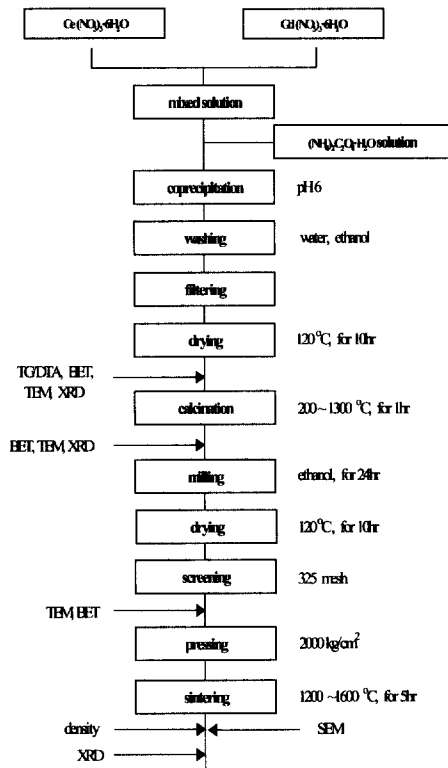 Ce(NO₃)₃·6H₂O
Gd(NO₃)₃·6H₂O
mixed solution
(NH₄)₂C₂O₄·H₂O solution
coprecipitation
pH 6
washing
water, ethanol
filtering
drying
120 °C, for 10hr
TG/DTA, BET,
TEM, XRD
calcination
200 ~ 1300 °C, for 1hr
BET, TEM, XRD
milling
ethanol, for 24hr
drying
120 °C, for 10hr
screening
325 mesh
TEM, BET
pressing
2000 kg/cm²
sintering
1200 ~1600 °C, for 5hr
density
SEM
XRD